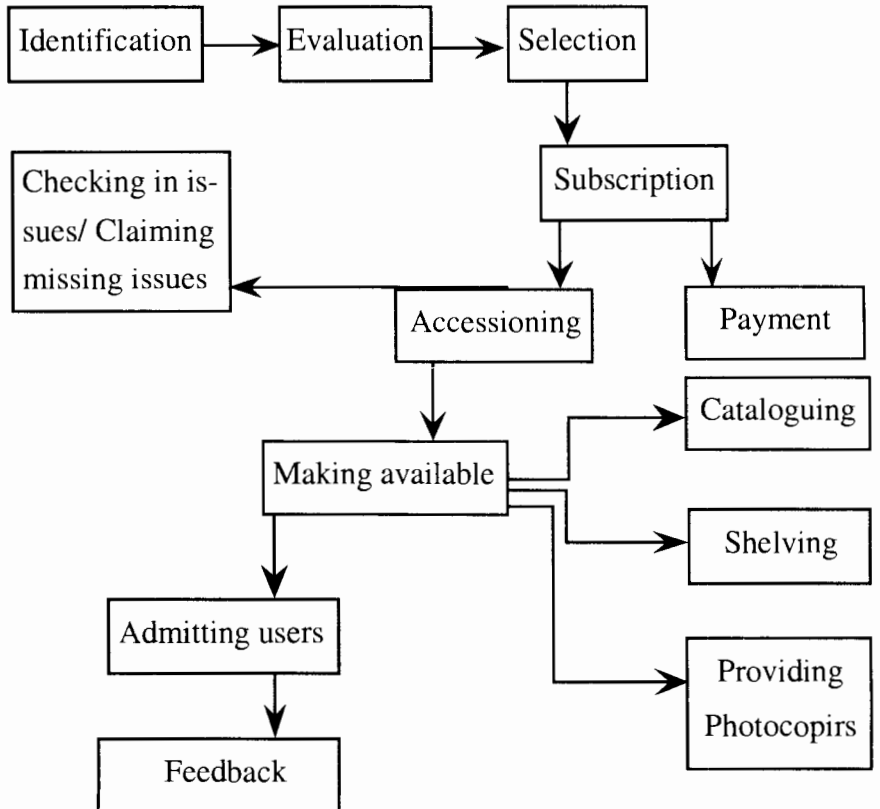 Identification
Evaluation
Selection
Subscription
Checking in is-
sues/ Claiming
missing issues
Accessioning
Payment
Cataloguing
Making available
Shelving
Admitting users
Providing
Photocopirs
Feedback